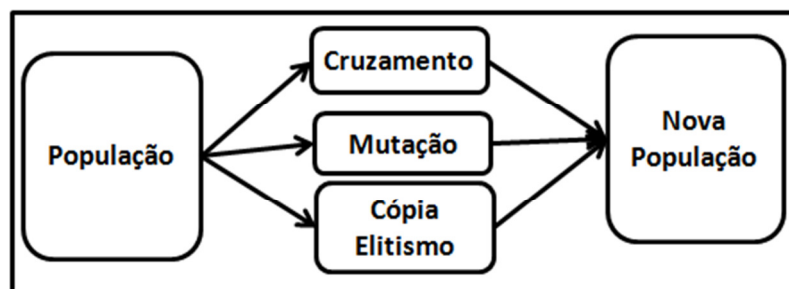 População
Cruzamento
Mutação
Cópia
Elitismo
Nova
População